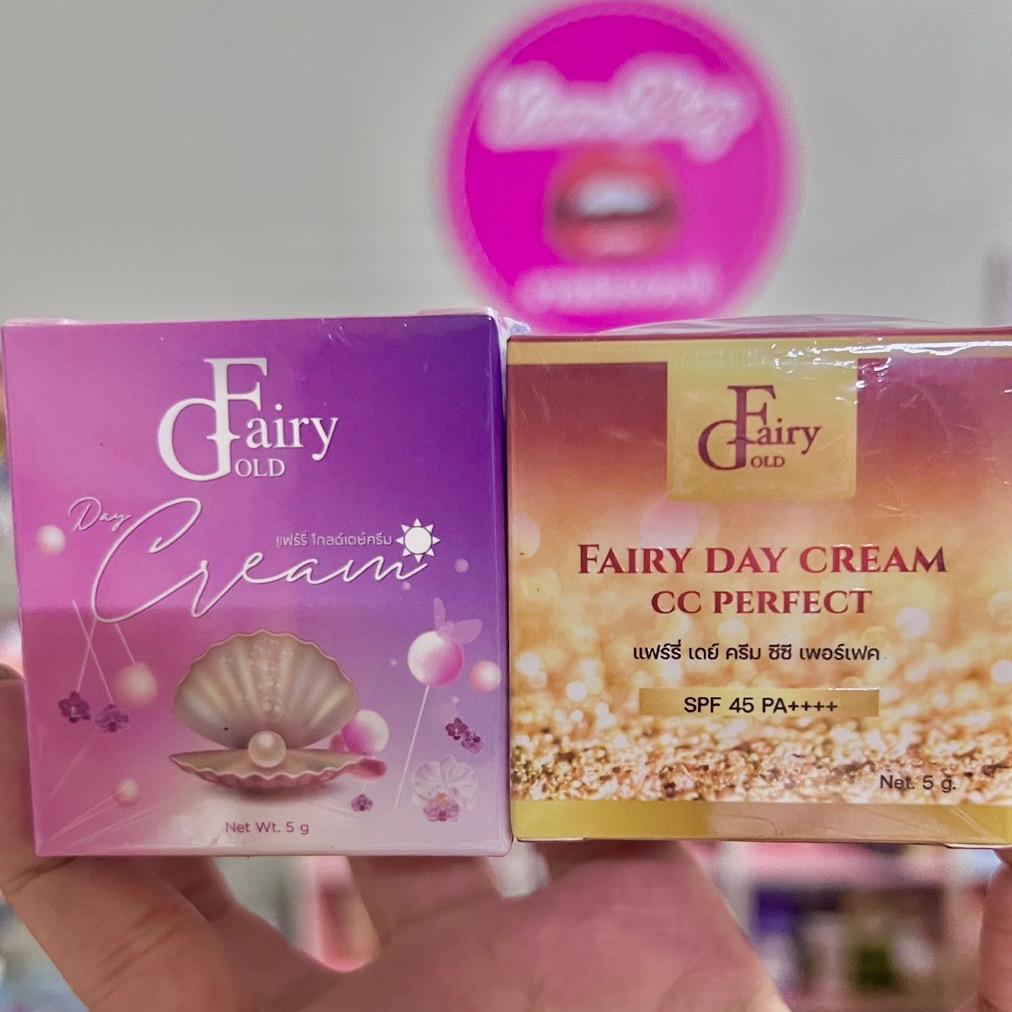 Fairy
GOLD
Day
Cream
แฟร์รี่ โกลด์เดย์ครีม
Net Wt. 5 g
Fairy
GOLD
FAIRY DAY CREAM
CC PERFECT
แฟร์รี่ เดย์ ครีม ซีซี เพอร์เฟค
SPF 45 PA++++
Net. 5 g.